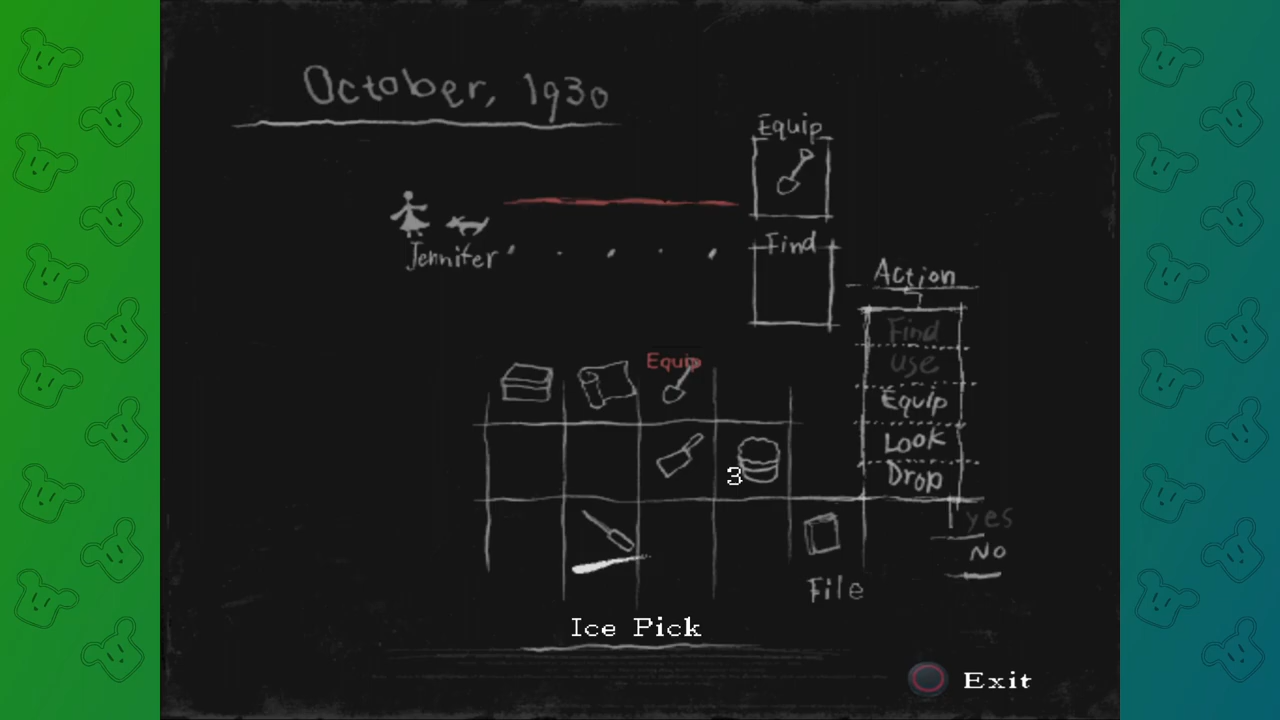 October, 1930
Equip
Jennifer
Find
Action
Find
Use
Equip
Equip
Look
3
Drop
yes
No
File
Ice Pick
Exit